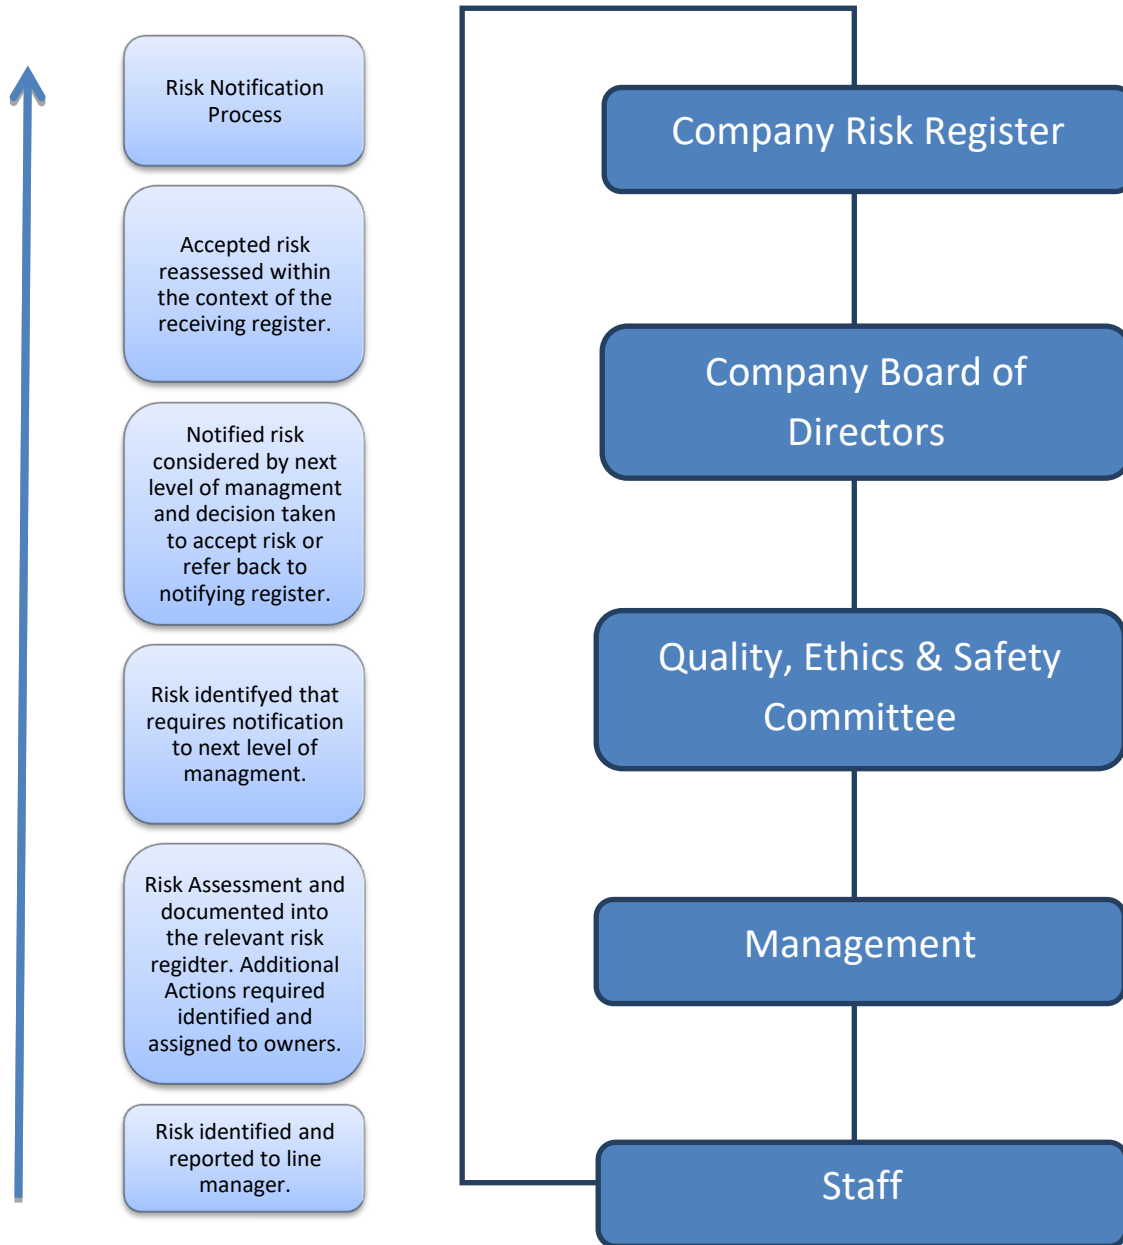 Risk Notification
Process
Accepted risk
reassessed within
the context of the
receiving register.
Notified risk
considered by next
level of managment
and decision taken
to accept risk or
refer back to
notifying register.
Risk identifyed that
requires notification
to next level of
managment.
Risk Assessment and
documented into
the relevant risk
regidter. Additional
Actions required
identified and
assigned to owners.
Risk identified and
reported to line
manager.
Company Risk Register
Company Board of
Directors
Quality, Ethics & Safety
Committee
Management
Staff